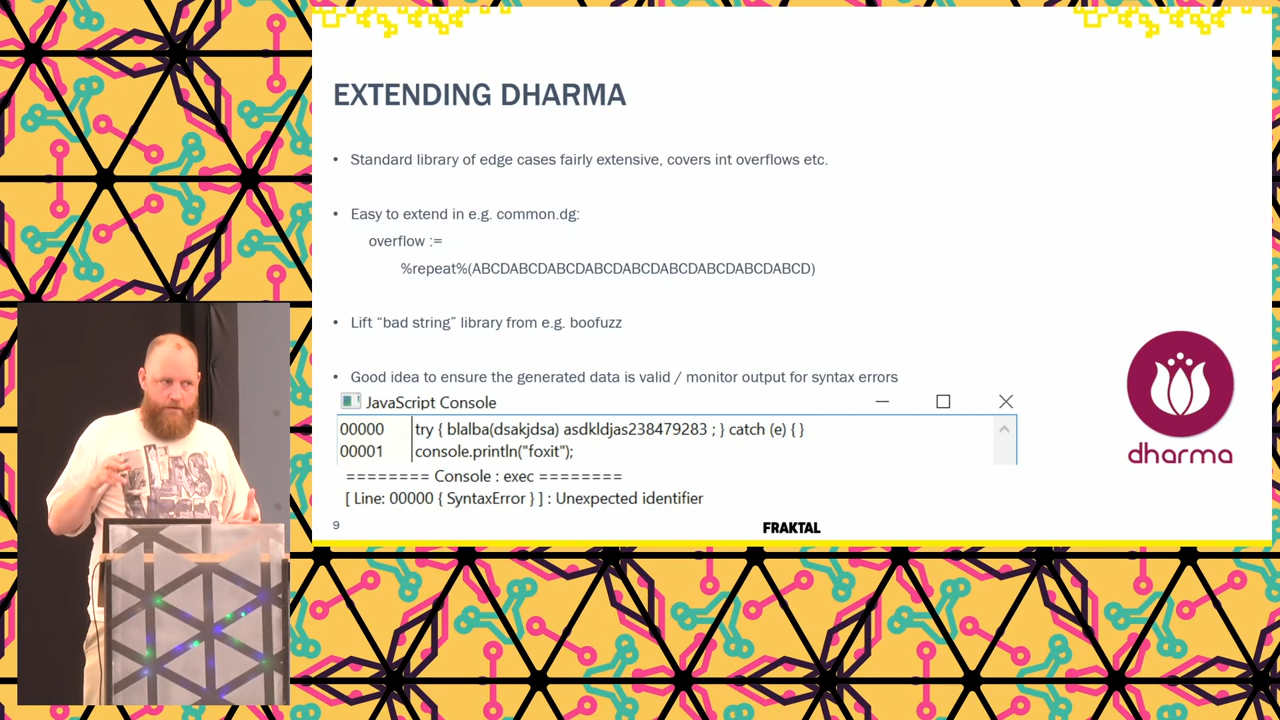 EXTENDING DHARMA
• Standard library of edge cases fairly extensive, covers int overflows etc.
• Easy to extend in e.g. common.dg:
overflow :=
%repeat%(ABCDABCDABCDABCDABCDABCDABCDABCDABCD)
• Lift “bad string” library from e.g. boofuzz
• Good idea to ensure the generated data is valid / monitor output for syntax errors
JavaScript Console
00000 try { blalba(dsakjdsa) asdkldjas238479283 ; } catch (e) { }
00001 console.println("foxit");
======== Console : exec ========
[ Line: 00000 { SyntaxError } ] : Unexpected identifier
dharma
9
FRAKTAL